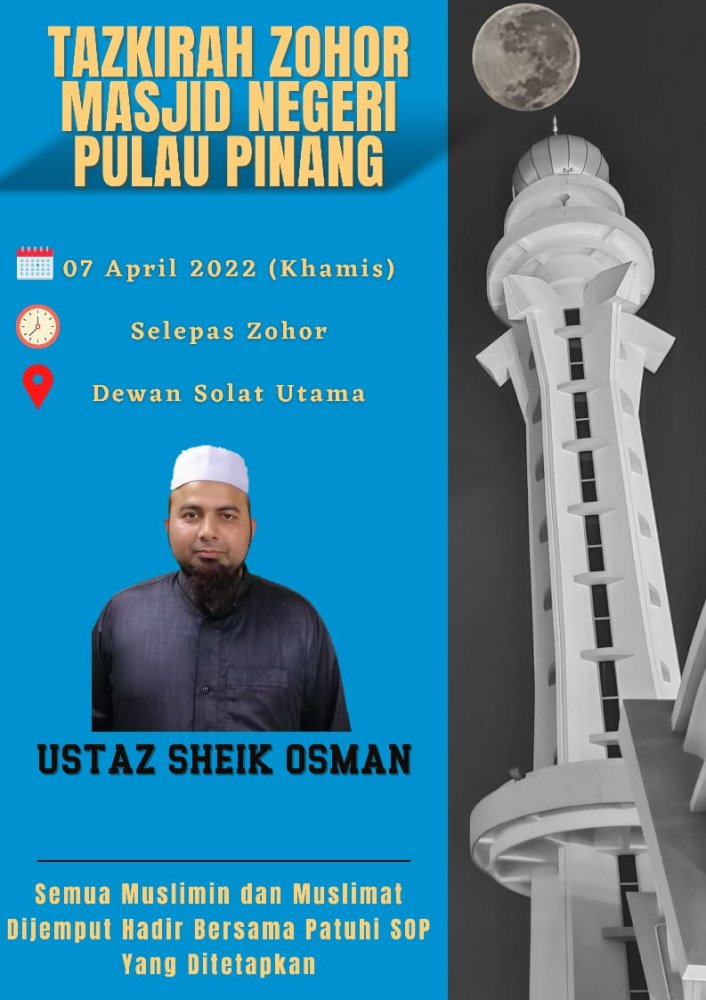 TAZKIRAH ZOHOR
MASJID NEGERI
PULAU PINANG
07 April 2022 (Khamis)
Selepas Zohor
Dewan Solat Utama
USTAZ SHEIK OSMAN
Semua Muslimin dan Muslimat
Dijemput Hadir Bersama Patuhi SOP
Yang Ditetapkan